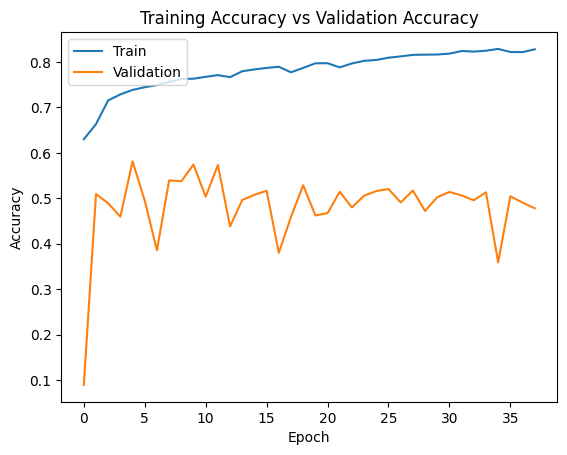 Training Accuracy vs Validation Accuracy
Train
Validation
0.8
0.7
0.6
0.5
0.4
0.3
0.2
0.1
Accuracy
0 5 10 15 20 25 30 35
Epoch